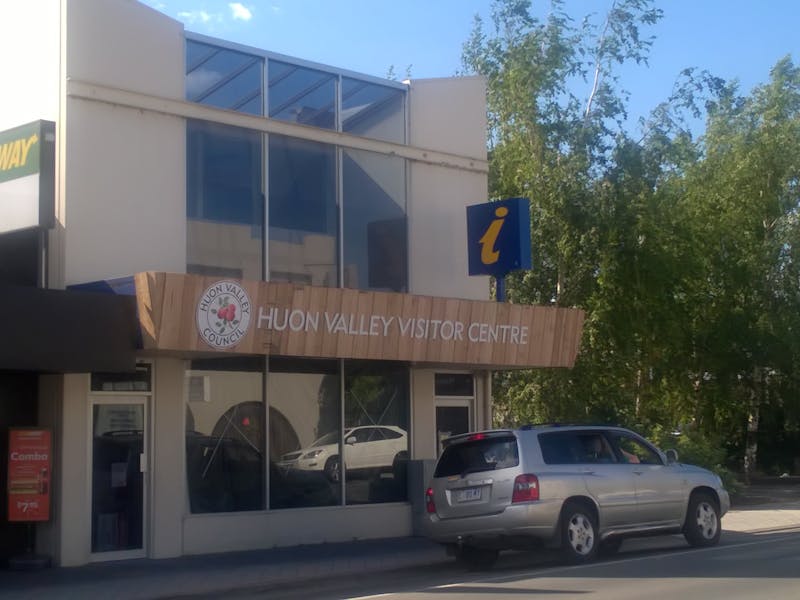 WAY
i
HUON VALLEY
COUNCIL
HUON VALLEY VISITOR CENTRE
Combo
$7.95